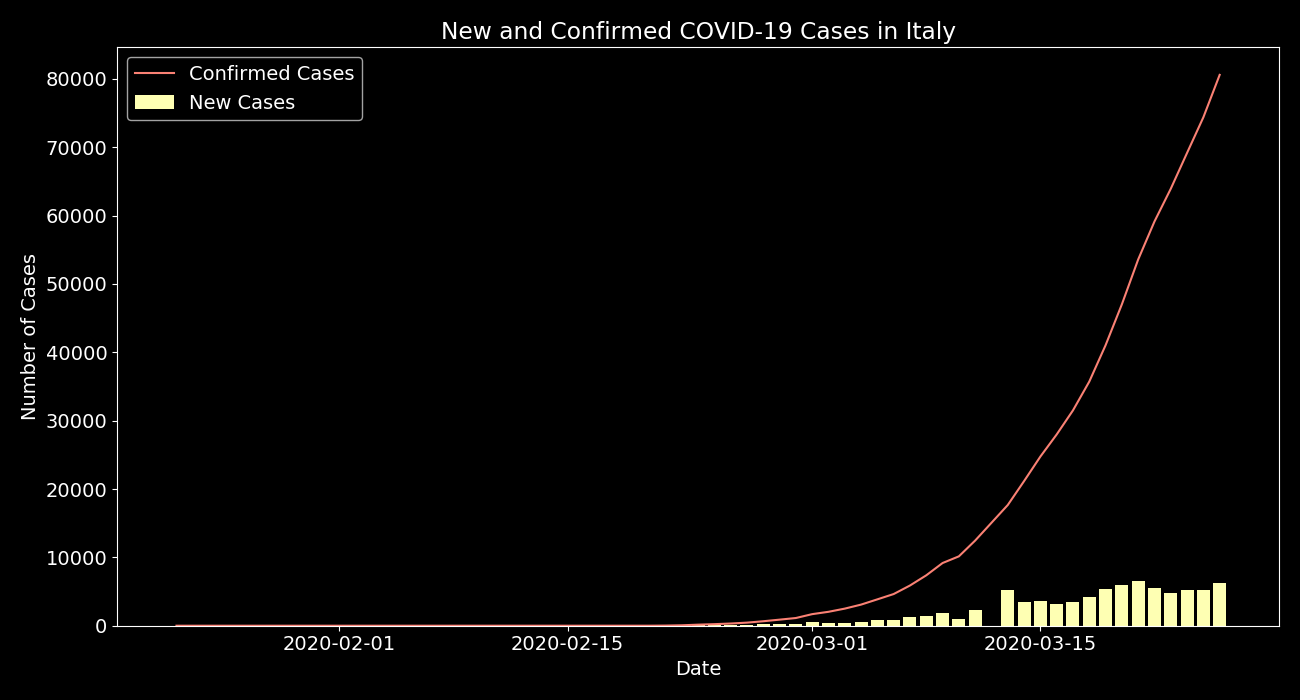 New and Confirmed COVID-19 Cases in Italy
Confirmed Cases
New Cases
80000
70000
60000
50000
40000
30000
20000
10000
0
Number of Cases
2020-02-01
2020-02-15
2020-03-01
2020-03-15
Date